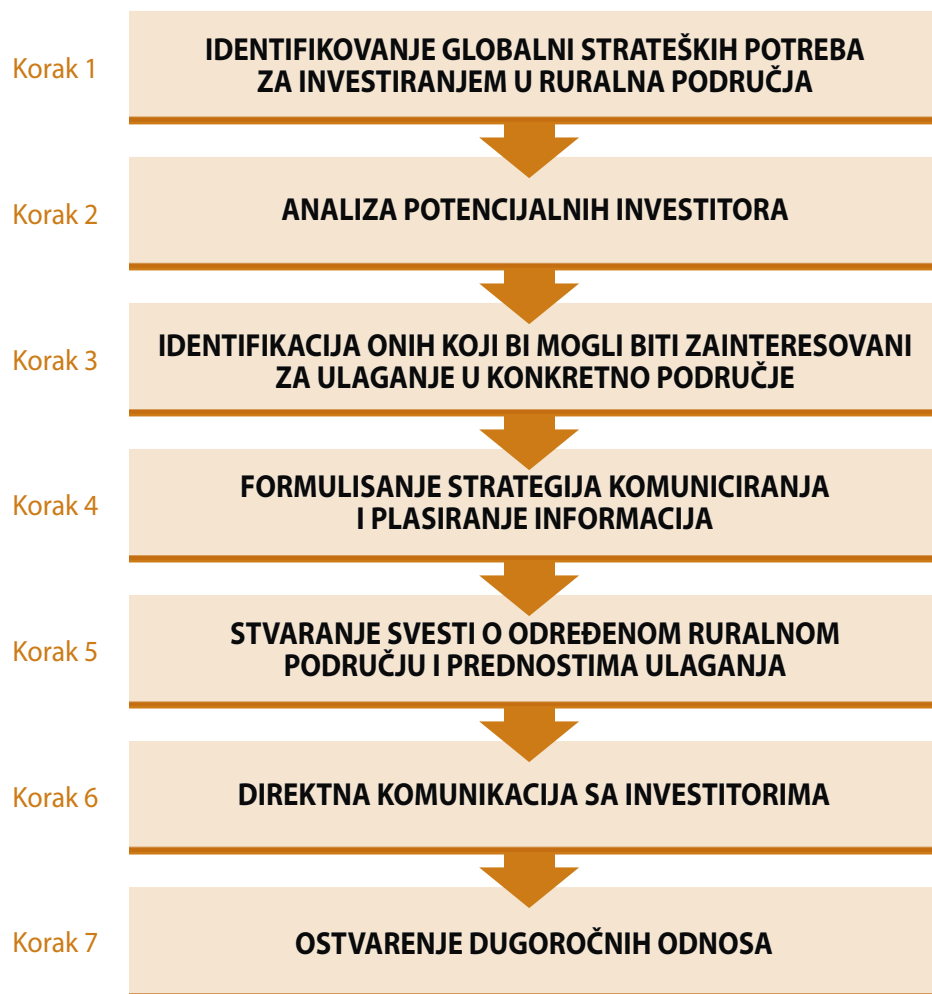 Korak 1
IDENTIFIKOVANJE GLOBALNI STRATEŠKIH POTREBA
ZA INVESTIRANJEM U RURALNA PODRUČJA
Korak 2
ANALIZA POTENCIJALNIH INVESTITORA
Korak 3
IDENTIFIKACIJA ONIH KOJI BI MOGLI BITI ZAINTERESOVANI
ZA ULAGANJE U KONKRETNO PODRUČJE
Korak 4
FORMULISANJE STRATEGIJA KOMUNICIRANJA
I PLASIRANJE INFORMACIJA
Korak 5
STVARANJE SVESTI O ODREĐENOM RURALNOM
PODRUČJU I PREDNOSTIMA ULAGANJA
Korak 6
DIREKTNA KOMUNIKACIJA SA INVESTITORIMA
Korak 7
OSTVARENJE DUGOROČNIH ODNOSA